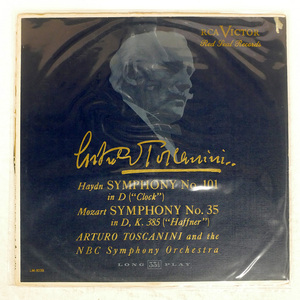 RCA VICTOR
Red Seal Records
Arturo Toscanini
Haydn SYMPHONY No. 101
in D ("Clock")
Mozart SYMPHONY No. 35
in D, K. 385 ("Haffner")
ARTURO TOSCANINI and the
NBC Symphony Orchestra
LONG PLAY